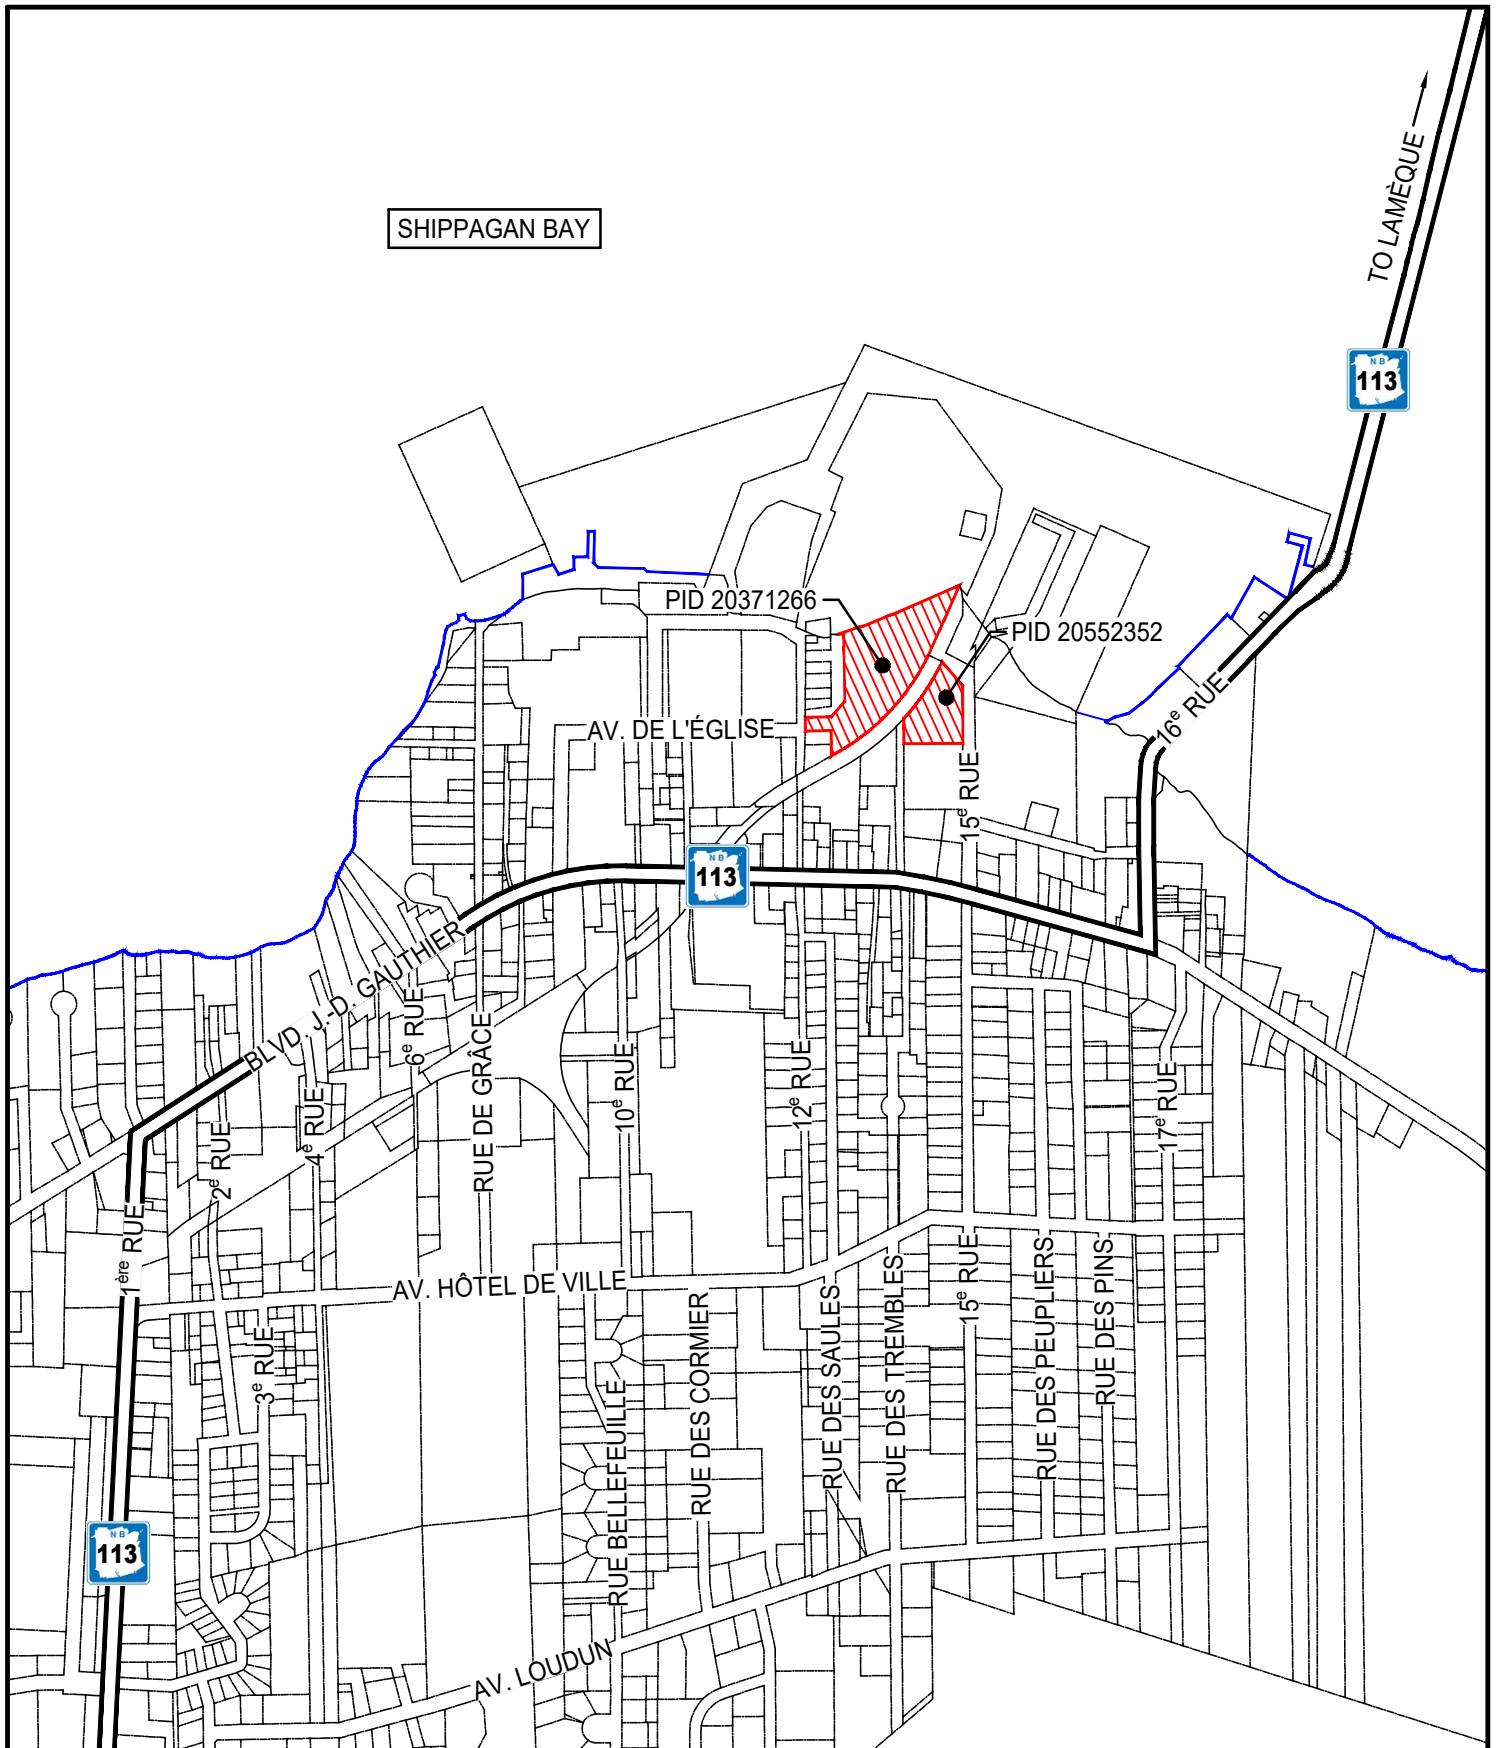 TO LAMÈQUE
SHIPPAGAN BAY
NB
113
PID 20371266
PID 20552352
16e RUE
AV. DE L'ÉGLISE
15e RUE
NB
113
BLVD. J.-D. GAUTHIER
6e RUE
RUE DE GRÂCE
10e RUE
12e RUE
17e RUE
4e RUE
2e RUE
1ère RUE
AV. HÔTEL DE VILLE
3e RUE
RUE BELLEFEUILLE
RUE DES CORMIER
RUE DES SAULES
RUE DES TREMBLES
15e RUE
RUE DES PEUPLIERS
RUE DES PINS
NB
113
AV. LOUDUN